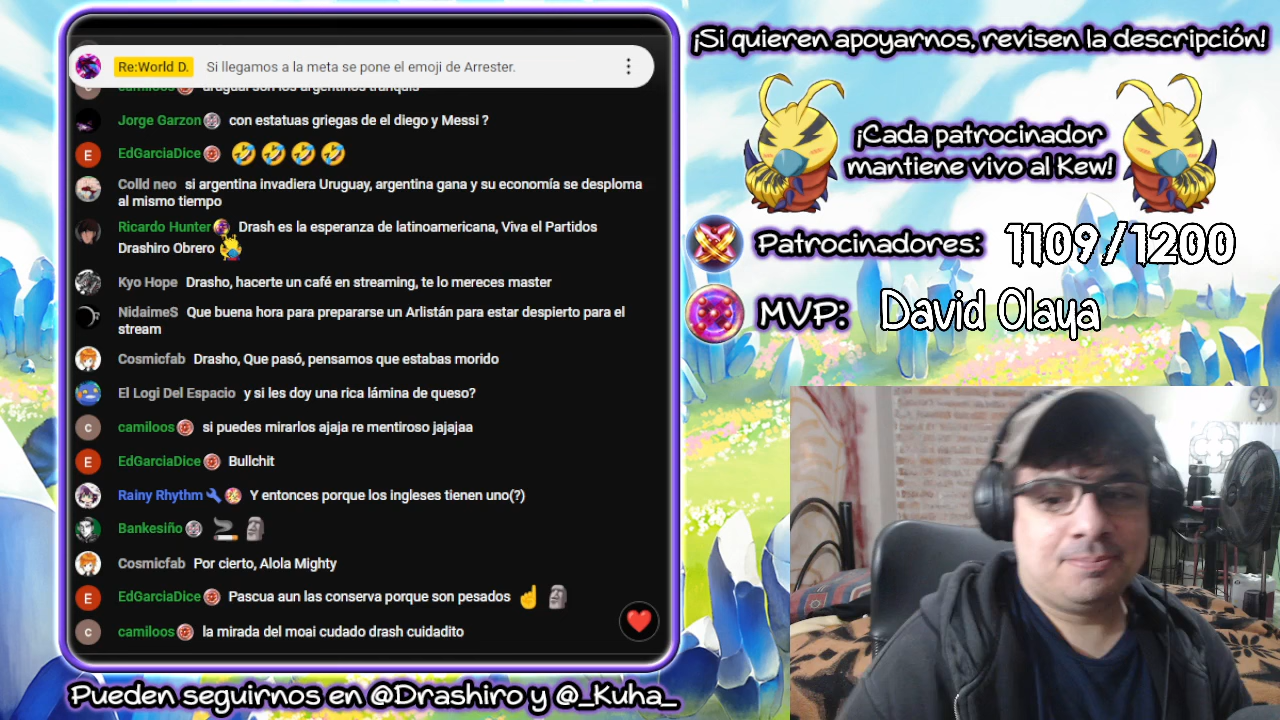 ¡Si quieren apoyarnos, revisen la descripción!
Re:World D. Si llegamos a la meta se pone el emoji de Arrester.
camiloos uruguai son los argentinos tranquis
Jorge Garzon con estatuas griegas de el diego y Messi ?
EdGarciaDice 🤣🤣🤣🤣
Colld neo si argentina invadiera Uruguay, argentina gana y su economía se desploma
al mismo tiempo
Ricardo Hunter Drash es la esperanza de latinoamericana, Viva el Partidos
Drashiro Obrero
Kyo Hope Drasho, hacerte un café en streaming, te lo mereces master
NidaimeS Que buena hora para prepararse un Arlistán para estar despierto para el
stream
Cosmicfab Drasho, Que pasó, pensamos que estabas morido
El Logi Del Espacio y si les doy una rica lámina de queso?
c camiloos si puedes mirarlos ajaja re mentiroso jajajaa
E EdGarciaDice Bullchit
Rainy Rhythm Y entonces porque los ingleses tienen uno(?)
Bankesiño 🚬🗿
Cosmicfab Por cierto, Alola Mighty
E EdGarciaDice Pascua aun las conserva porque son pesados ☝️🗿
c camiloos la mirada del moai cudado drash cuidadito
¡Cada patrocinador
mantiene vivo al Kew!
Patrocinadores: 1109/1200
MVP: David Olaya
Pueden seguirnos en @Drashiro y @_Kuha_